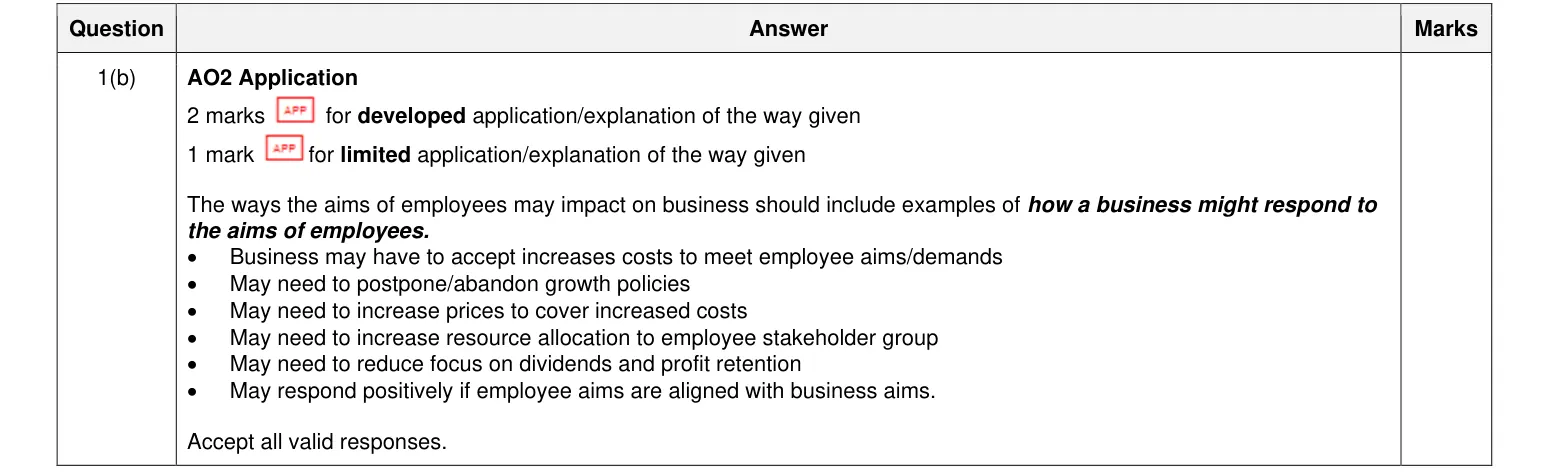 Question Answer Marks
1(b) AO2 Application
2 marks APP for developed application/explanation of the way given
1 mark APP for limited application/explanation of the way given
The ways the aims of employees may impact on business should include examples of how a business might respond to
the aims of employees.
• Business may have to accept increases costs to meet employee aims/demands
• May need to postpone/abandon growth policies
• May need to increase prices to cover increased costs
• May need to increase resource allocation to employee stakeholder group
• May need to reduce focus on dividends and profit retention
• May respond positively if employee aims are aligned with business aims.
Accept all valid responses.